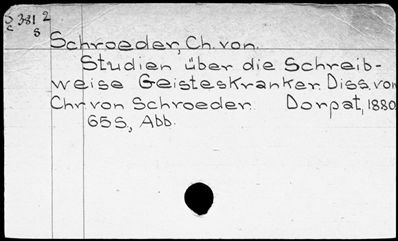 S 381 2
c s
Schroeder, Ch. von.
Studien über die Schreib-
weise Geisteskranker. Diss. von
Chr von Schroeder. Dorpat, 1880
65S, Abb.